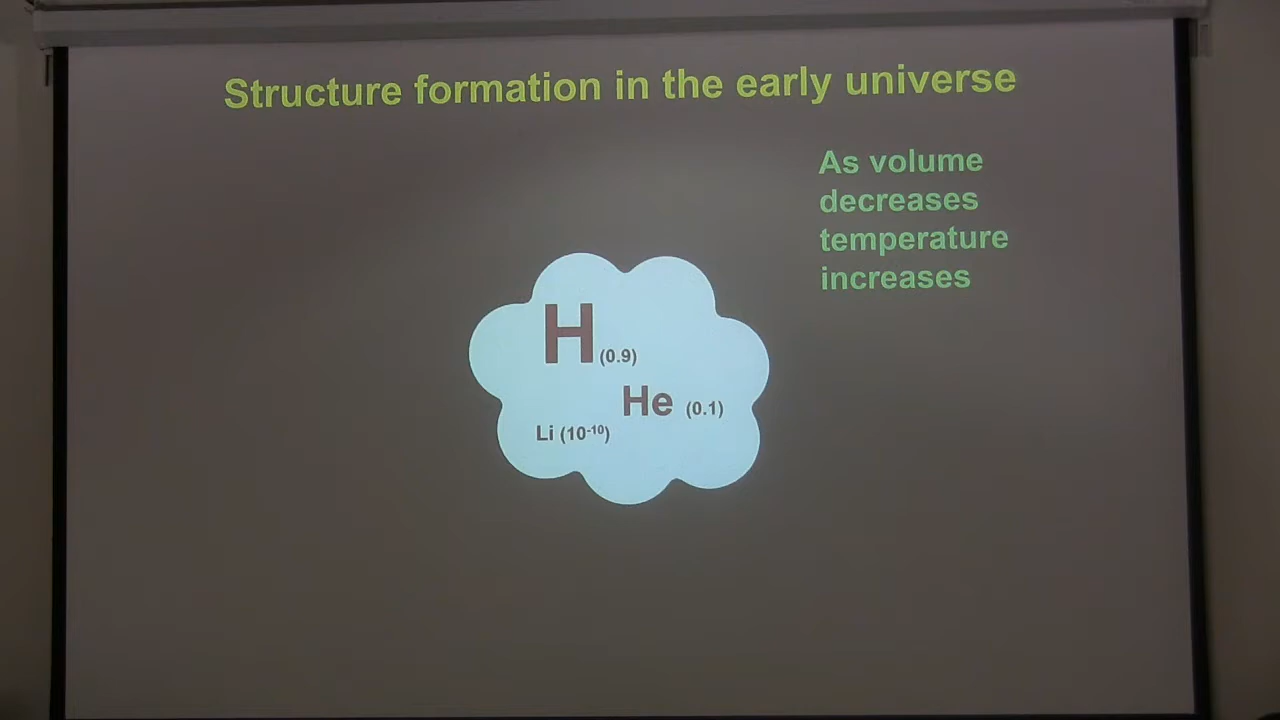 Structure formation in the early universe
As volume
decreases
temperature
increases
H (0.9)
He (0.1)
Li (10⁻¹⁰)